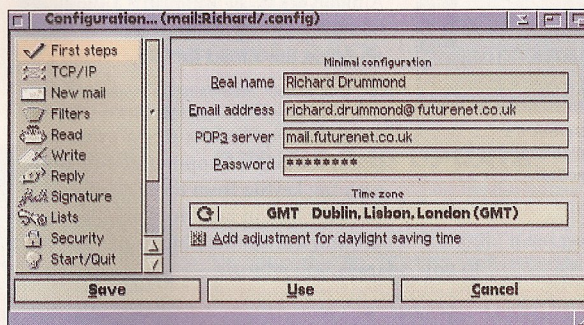 Configuration... (mail:Richard/.config)
First steps
TCP/IP
New mail
Filters
Read
Write
Reply
Signature
Lists
Security
Start/Quit
Minimal configuration
Real name Richard Drummond
Email address richard.drummond@futurenet.co.uk
POP3 server mail.futurenet.co.uk
Password ********
Time zone
GMT Dublin, Lisbon, London (GMT)
Add adjustment for daylight saving time
Save Use Cancel